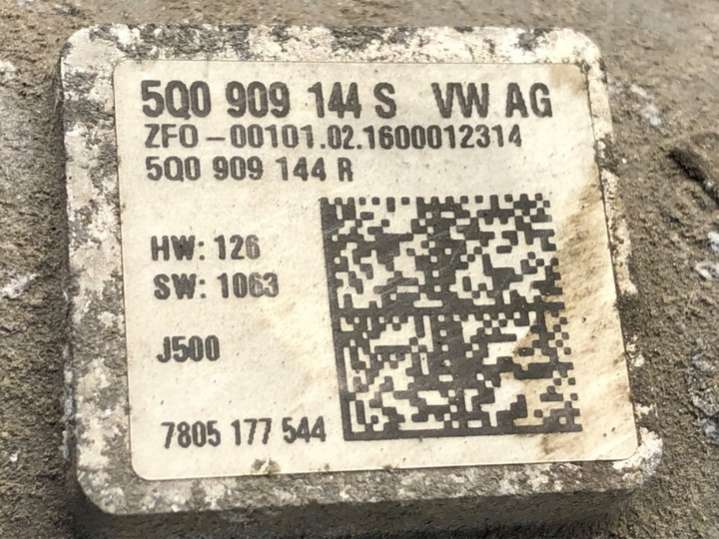 5Q0 909 144 S VW AG
ZFO-00101.02.1600012314
5Q0 909 144 R
HW: 126
SW: 1063
J500
7805 177 544